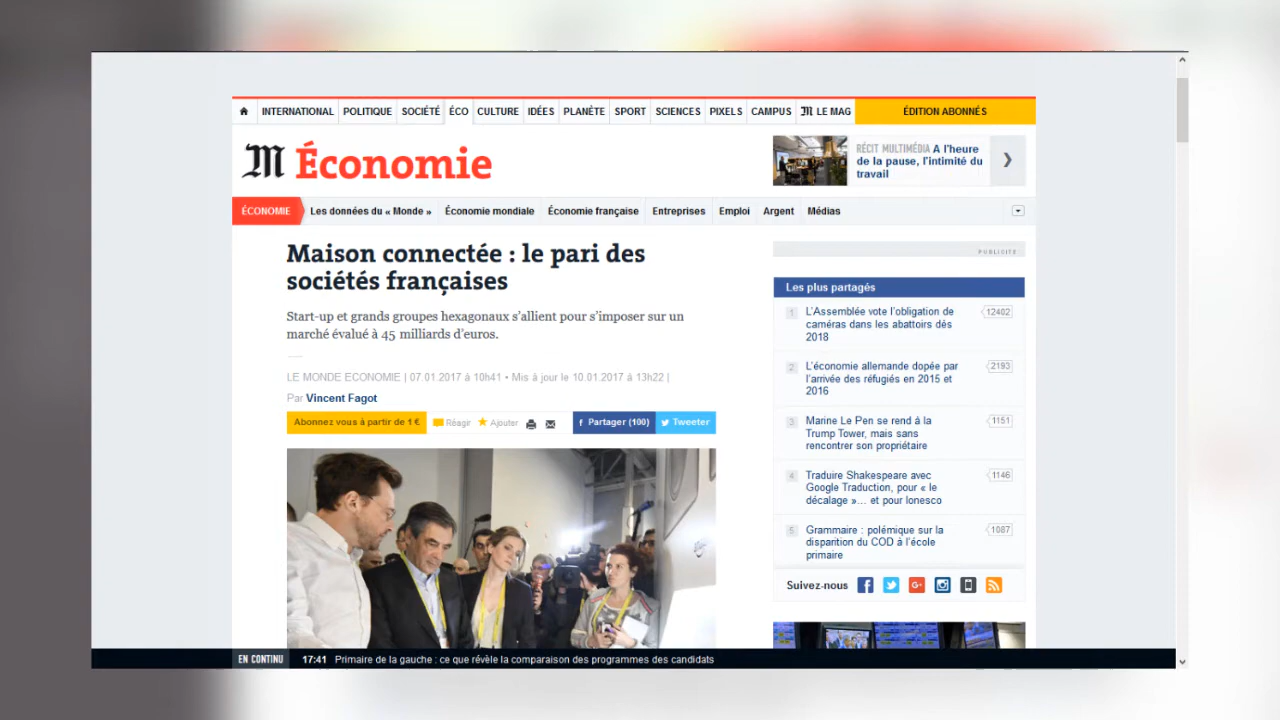 INTERNATIONAL POLITIQUE SOCIÉTÉ ÉCO CULTURE IDÉES PLANÈTE SPORT SCIENCES PIXELS CAMPUS M LE MAG ÉDITION ABONNÉS
M Économie
RÉCIT MULTIMÉDIA A l'heure
de la pause, l'intimité du
travail
ÉCONOMIE Les données du « Monde » Économie mondiale Économie française Entreprises Emploi Argent Médias
Maison connectée : le pari des
sociétés françaises
Start-up et grands groupes hexagonaux s'allient pour s'imposer sur un
marché évalué à 45 milliards d'euros.
LE MONDE ECONOMIE | 07.01.2017 à 10h41 • Mis à jour le 10.01.2017 à 13h22 |
Par Vincent Fagot
Abonnez vous à partir de 1 € Réagir Ajouter f Partager (100) Tweeter
PUBLICITÉ
Les plus partagés
1 L'Assemblée vote l'obligation de 12402
caméras dans les abattoirs dès
2018
2 L'économie allemande dopée par 2193
l'arrivée des réfugiés en 2015 et
2016
3 Marine Le Pen se rend à la 1151
Trump Tower, mais sans
rencontrer son propriétaire
4 Traduire Shakespeare avec 1146
Google Traduction, pour « le
décalage »… et pour Ionesco
5 Grammaire : polémique sur la 1087
disparition du COD à l'école
primaire
Suivez-nous
EN CONTINU 17:41 Primaire de la gauche : ce que révèle la comparaison des programmes des candidats